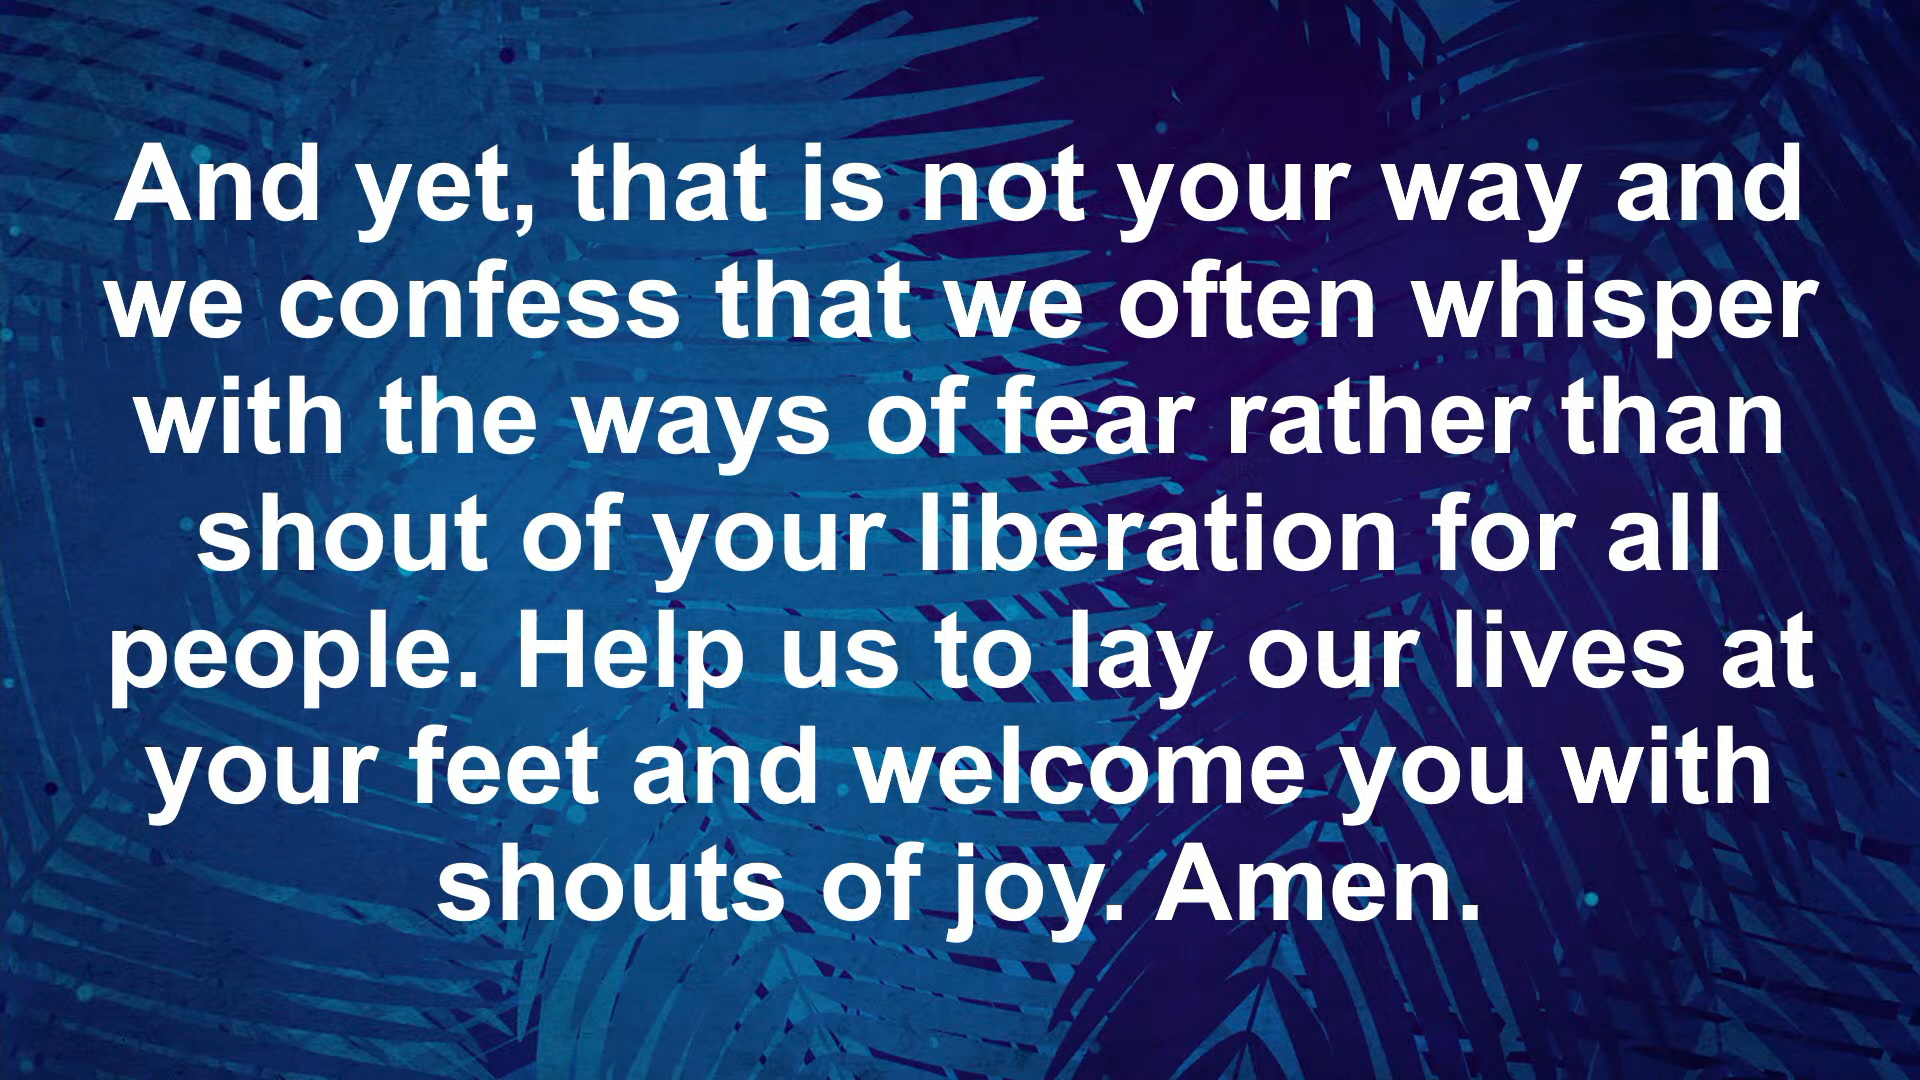 And yet, that is not your way and
we confess that we often whisper
with the ways of fear rather than
shout of your liberation for all
people. Help us to lay our lives at
your feet and welcome you with
shouts of joy. Amen.